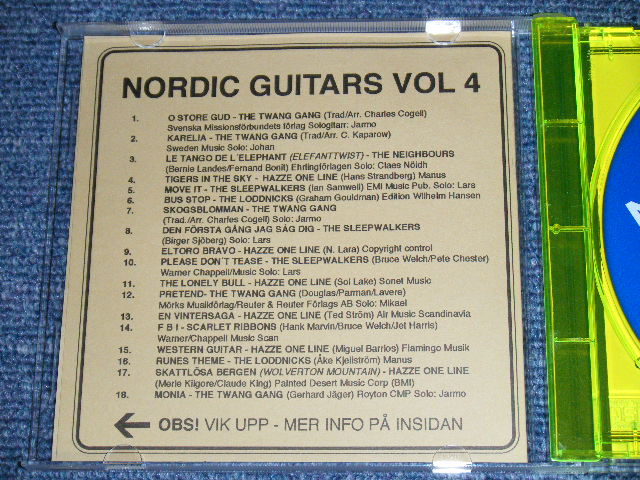 NORDIC GUITARS VOL 4
1. O STORE GUD - THE TWANG GANG (Trad/Arr. Charles Cogell)
Svenska Missionsförbundets förlag Sologitarr: Jarmo
2. KARELIA - THE TWANG GANG (Trad/Arr. C. Kaparow)
Sweden Music Solo: Johan
3. LE TANGO DE L'ELEPHANT (ELEFANTTWIST) - THE NEIGHBOURS
(Bernie Landes/Fernand Bonit) Ehrlingförlagen Solo: Claes Nöidh
4. TIGERS IN THE SKY - HAZZE ONE LINE (Hans Strandberg) Manus
5. MOVE IT - THE SLEEPWALKERS (Ian Samwell) EMI Music Pub. Solo: Lars
6. BUS STOP - THE LODDNICKS (Graham Gouldman) Edition Wilhelm Hansen
7. SKOGSBLOMMAN - THE TWANG GANG
(Trad./Arr. Charles Cogell) Solo: Jarmo
8. DEN FÖRSTA GÅNG JAG SÅG DIG - THE SLEEPWALKERS
(Birger Sjöberg) Solo: Lars
9. ELTORO BRAVO - HAZZE ONE LINE (N. Lara) Copyright control
10. PLEASE DON´T TEASE - THE SLEEPWALKERS (Bruce Welch/Pete Chester)
Warner Chappell/Music Solo: Lars
11. THE LONELY BULL - HAZZE ONE LINE (Sol Lake) Sonet Music
12. PRETEND- THE TWANG GANG (Douglas/Parman/Lavere)
Mörks Musikförlag/Reuter & Reuter Förlags AB Solo: Mikael
13. EN VINTERSAGA - HAZZE ONE LINE (Ted Ström) Air Music Scandinavia
14. F B I - SCARLET RIBBONS (Hank Marvin/Bruce Welch/Jet Harris)
Warner/Chappell Music Scan
15. WESTERN GUITAR - HAZZE ONE LINE (Miguel Barrios) Flamingo Musik
16. RUNES THEME - THE LODDNICKS (Åke Kjellström) Manus
17. SKATTLÖSA BERGEN (WOLVERTON MOUNTAIN) - HAZZE ONE LINE
(Merle Kilgore/Claude King) Painted Desert Music Corp (BMI)
18. MONIA - THE TWANG GANG (Gerhard Jäger) Royton CMP Solo: Jarmo
OBS! VIK UPP - MER INFO PÅ INSIDAN